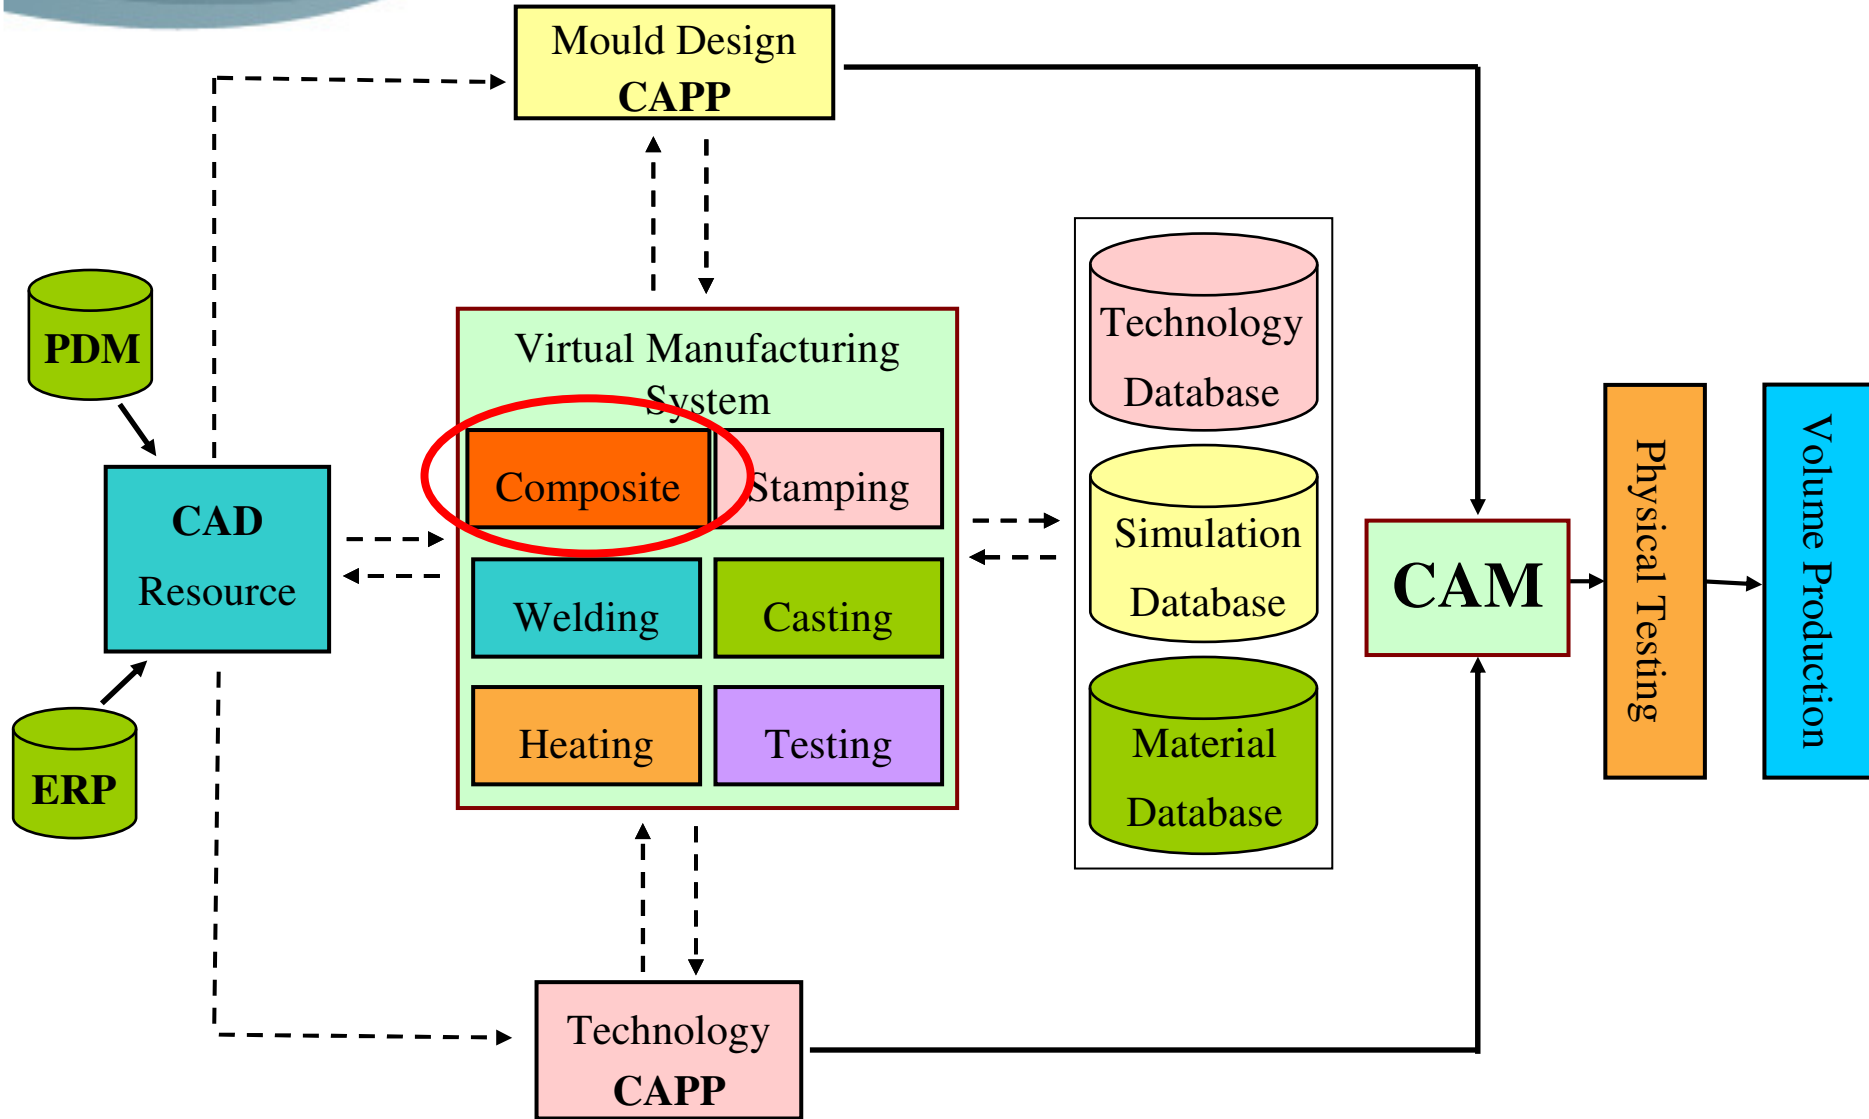 Mould Design
CAPP
PDM
CAD
Resource
ERP
Virtual Manufacturing
System
Composite
Stamping
Welding
Casting
Heating
Testing
Technology
Database
Simulation
Database
Material
Database
CAM
Physical Testing
Volume Production
Technology
CAPP